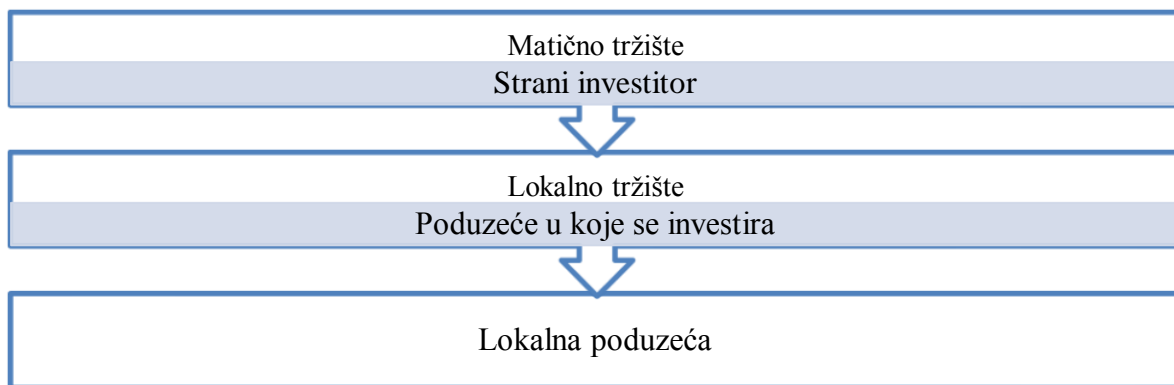 Matično tržište
Strani investitor
Lokalno tržište
Poduzeće u koje se investira
Lokalna poduzeća